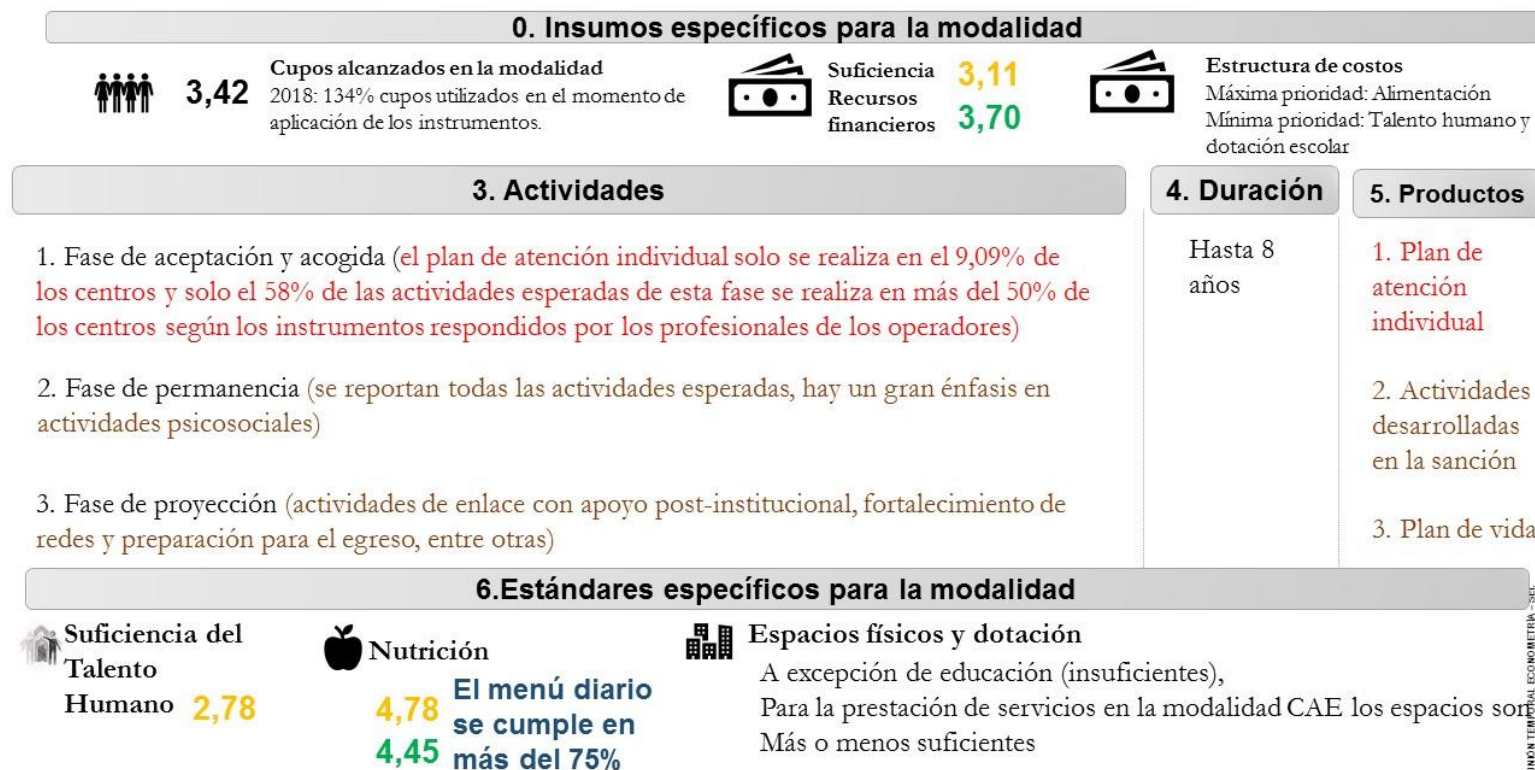 0. Insumos específicos para la modalidad
3,42
Cupos alcanzados en la modalidad
2018: 134% cupos utilizados en el momento de
aplicación de los instrumentos.
Suficiencia
Recursos
financieros
3,11
3,70
Estructura de costos
Máxima prioridad: Alimentación
Mínima prioridad: Talento humano y
dotación escolar
3. Actividades
1. Fase de aceptación y acogida (el plan de atención individual solo se realiza en el 9,09% de
los centros y solo el 58% de las actividades esperadas de esta fase se realiza en más del 50% de
los centros según los instrumentos respondidos por los profesionales de los operadores)
2. Fase de permanencia (se reportan todas las actividades esperadas, hay un gran énfasis en
actividades psicosociales)
3. Fase de proyección (actividades de enlace con apoyo post-institucional, fortalecimiento de
redes y preparación para el egreso, entre otras)
4. Duración
Hasta 8
años
5. Productos
1. Plan de
atención
individual
2. Actividades
desarrolladas
en la sanción
3. Plan de vida
6.Estándares específicos para la modalidad
Suficiencia del
Talento
Humano 2,78
Nutrición
4,78
4,45
El menú diario
se cumple en
más del 75%
Espacios físicos y dotación
A excepción de educación (insuficientes),
Para la prestación de servicios en la modalidad CAE los espacios son
Más o menos suficientes
UNIÓN TEMPORAL ECONOMETRÍA – SEI.